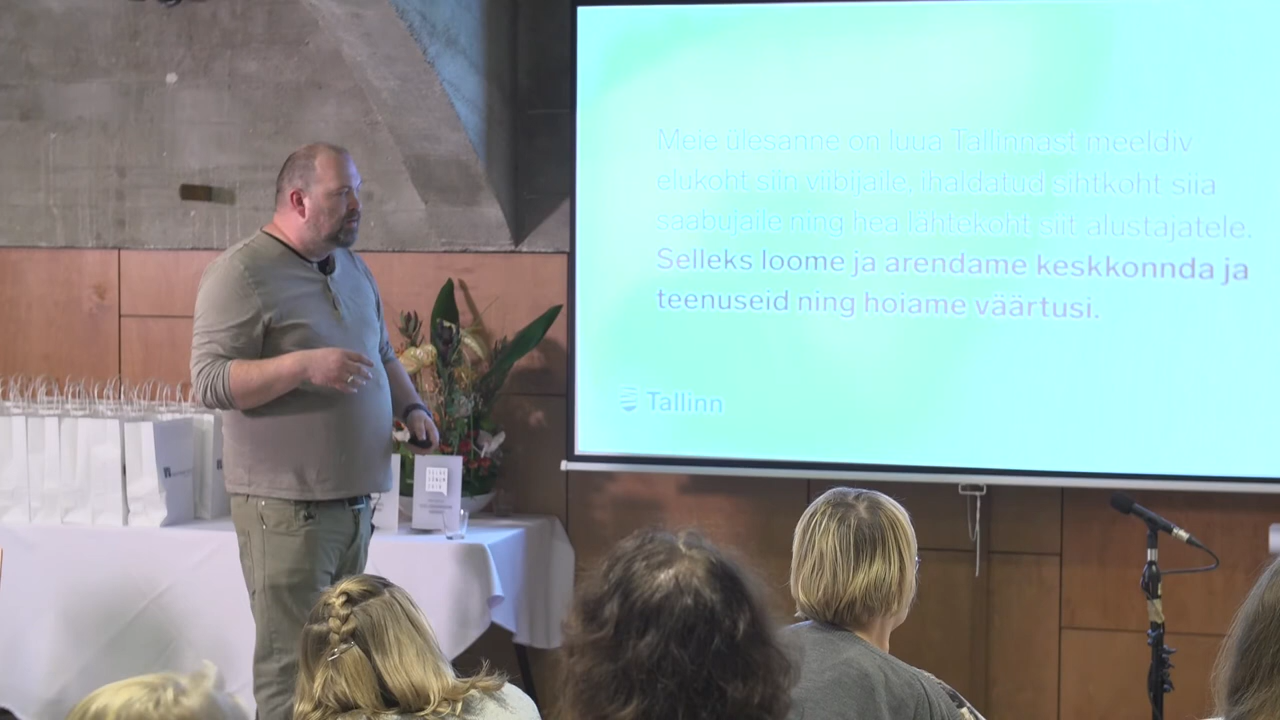 Meie ülesanne on luua Tallinnast meeldiv
elukoht siin viibijaile, ihaldatud sihtkoht siia
saabujaile ning hea lähtekoht siit alustajatele.
Selleks loome ja arendame keskkonnda ja
teenuseid ning hoiame väärtusi.
Tallinn